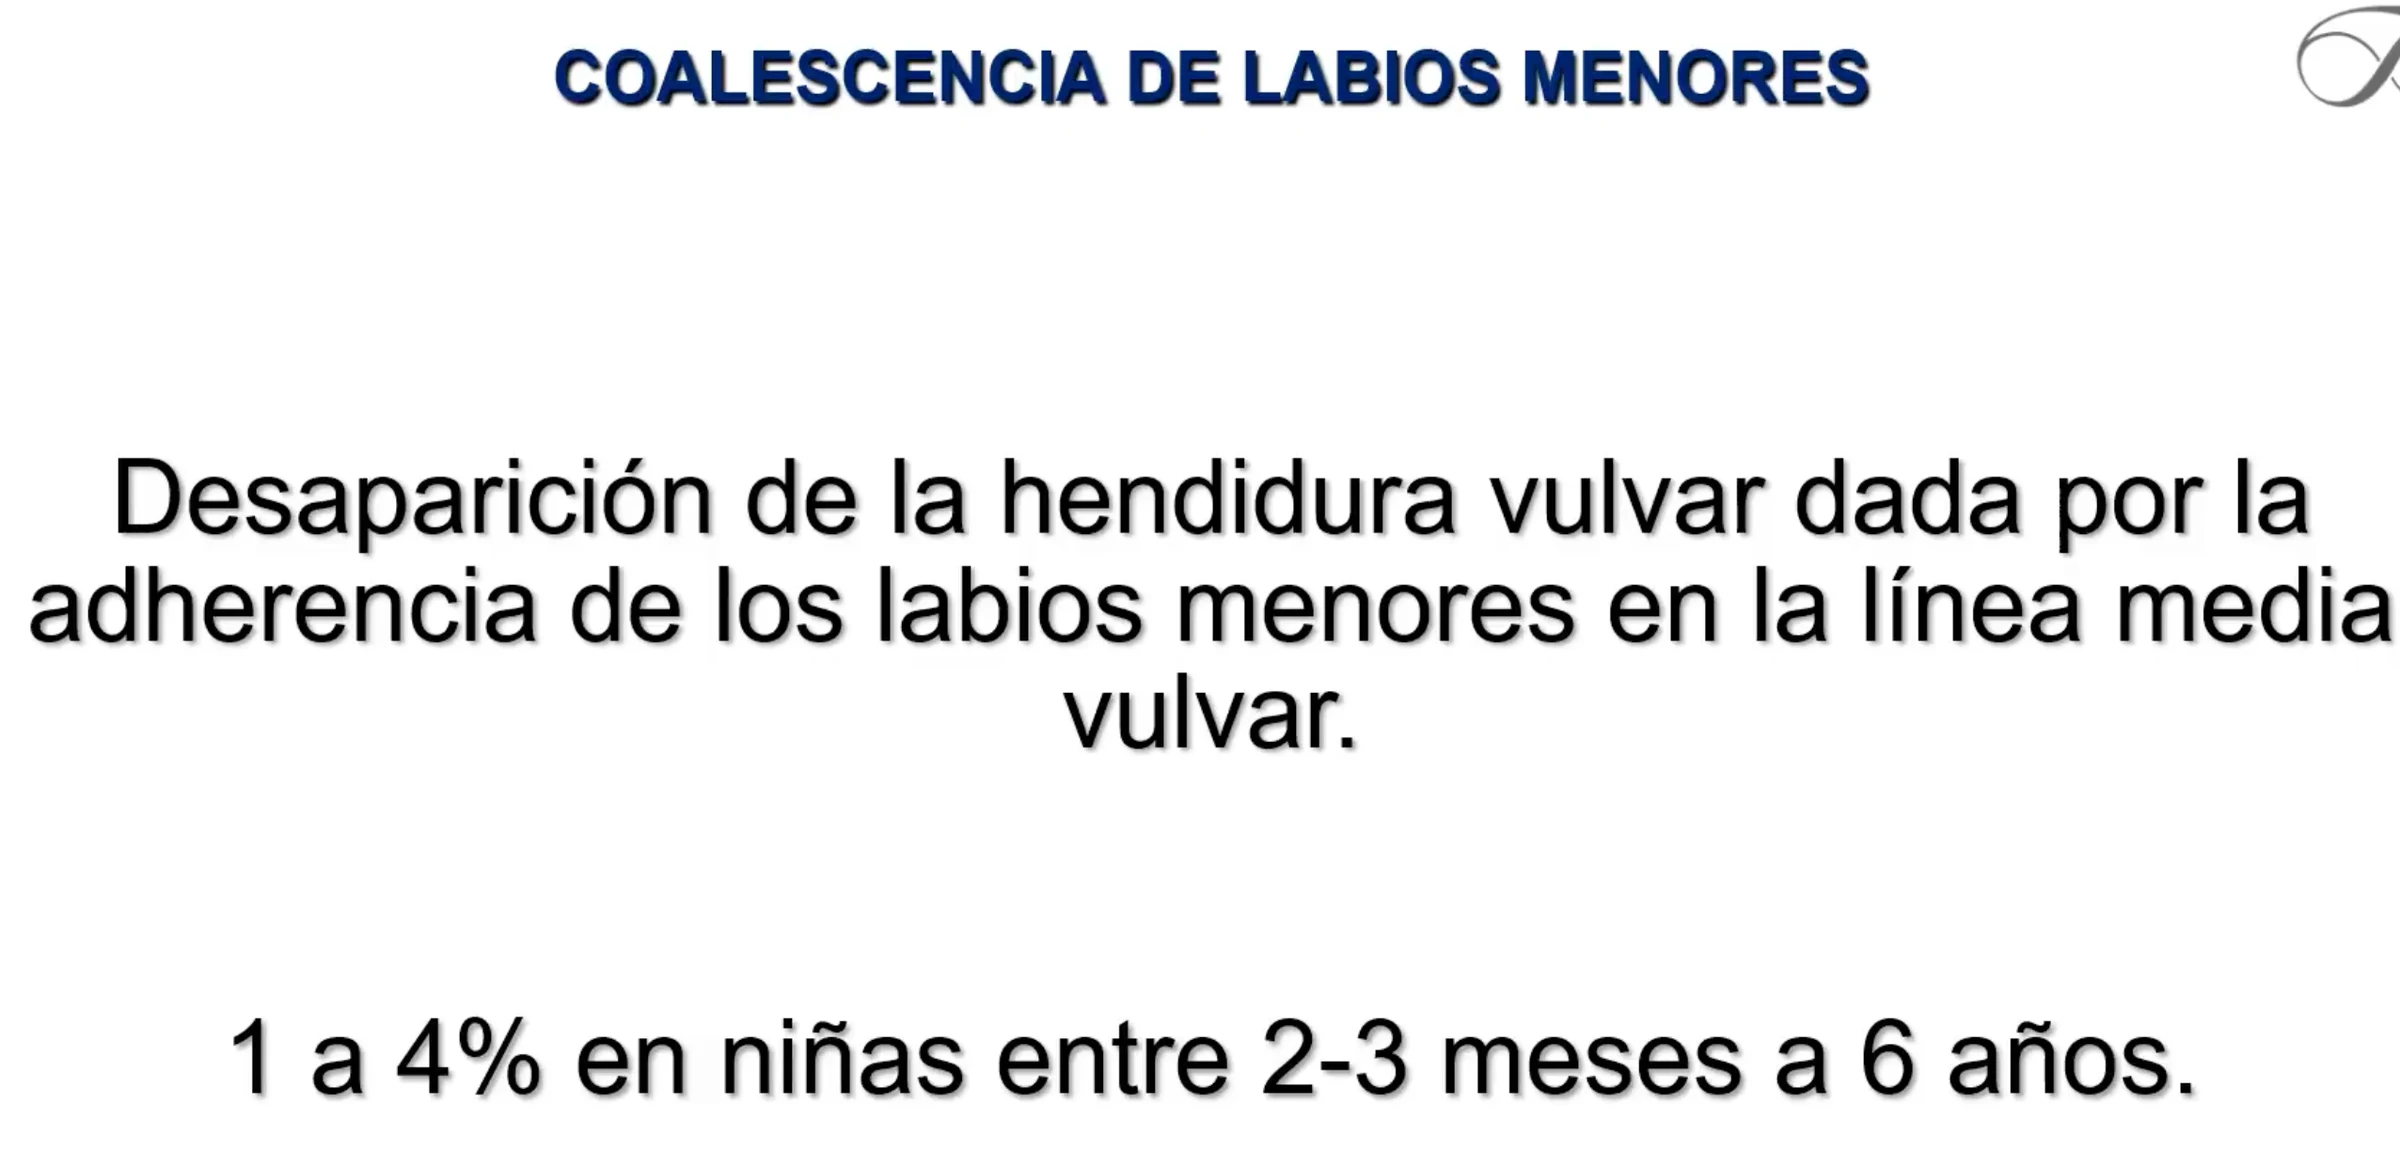 COALESCENCIA DE LABIOS MENORES
Desaparición de la hendidura vulvar dada por la
adherencia de los labios menores en la línea media
vulvar.
1 a 4% en niñas entre 2-3 meses a 6 años.